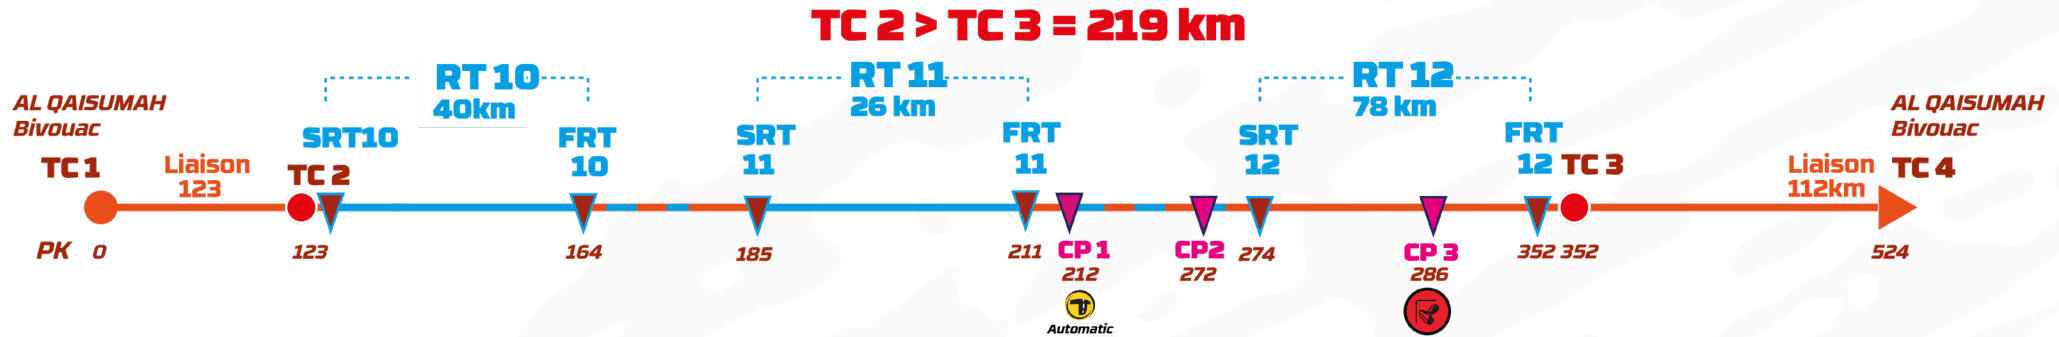 TC 2 > TC 3 = 219 km
RT 10
40km
RT 11
26 km
RT 12
78 km
AL QAISUMAH
Bivouac
TC 1
Liaison
123
SRT10
TC 2
FRT
10
SRT
11
FRT
11
SRT
12
FRT
12
TC 3
Liaison
112km
AL QAISUMAH
Bivouac
TC 4
PK 0 123 164 185 211 CP 1 CP2 274 CP 3 352 352 524
212 272 286
Automatic